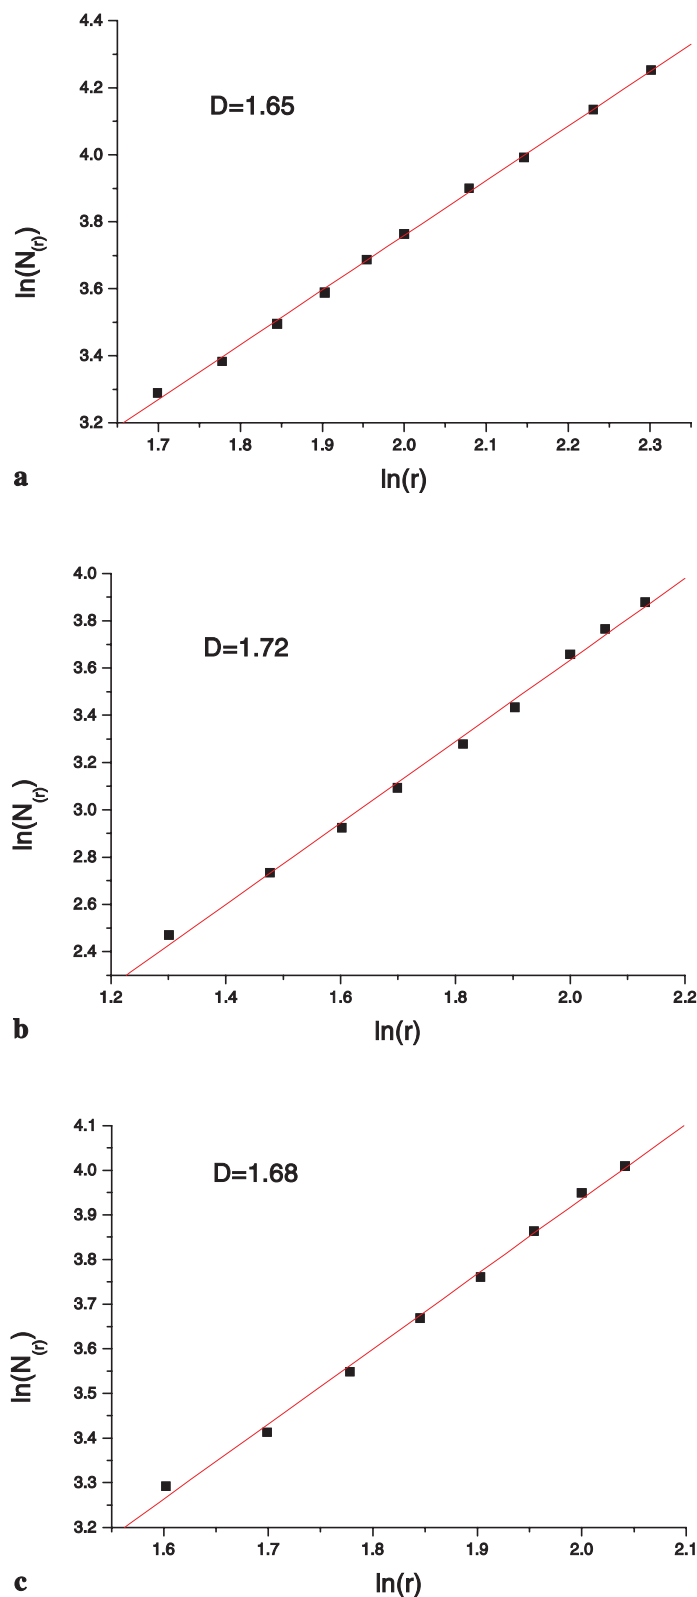 4.4
4.2
4.0
3.8
3.6
3.4
3.2
ln(N(r))
D=1.65
1.7 1.8 1.9 2.0 2.1 2.2 2.3
ln(r)
a
4.0
3.8
3.6
3.4
3.2
3.0
2.8
2.6
2.4
ln(N(r))
D=1.72
1.2 1.4 1.6 1.8 2.0 2.2
ln(r)
b
4.1
4.0
3.9
3.8
3.7
3.6
3.5
3.4
3.3
3.2
ln(N(r))
D=1.68
1.6 1.7 1.8 1.9 2.0 2.1
ln(r)
c